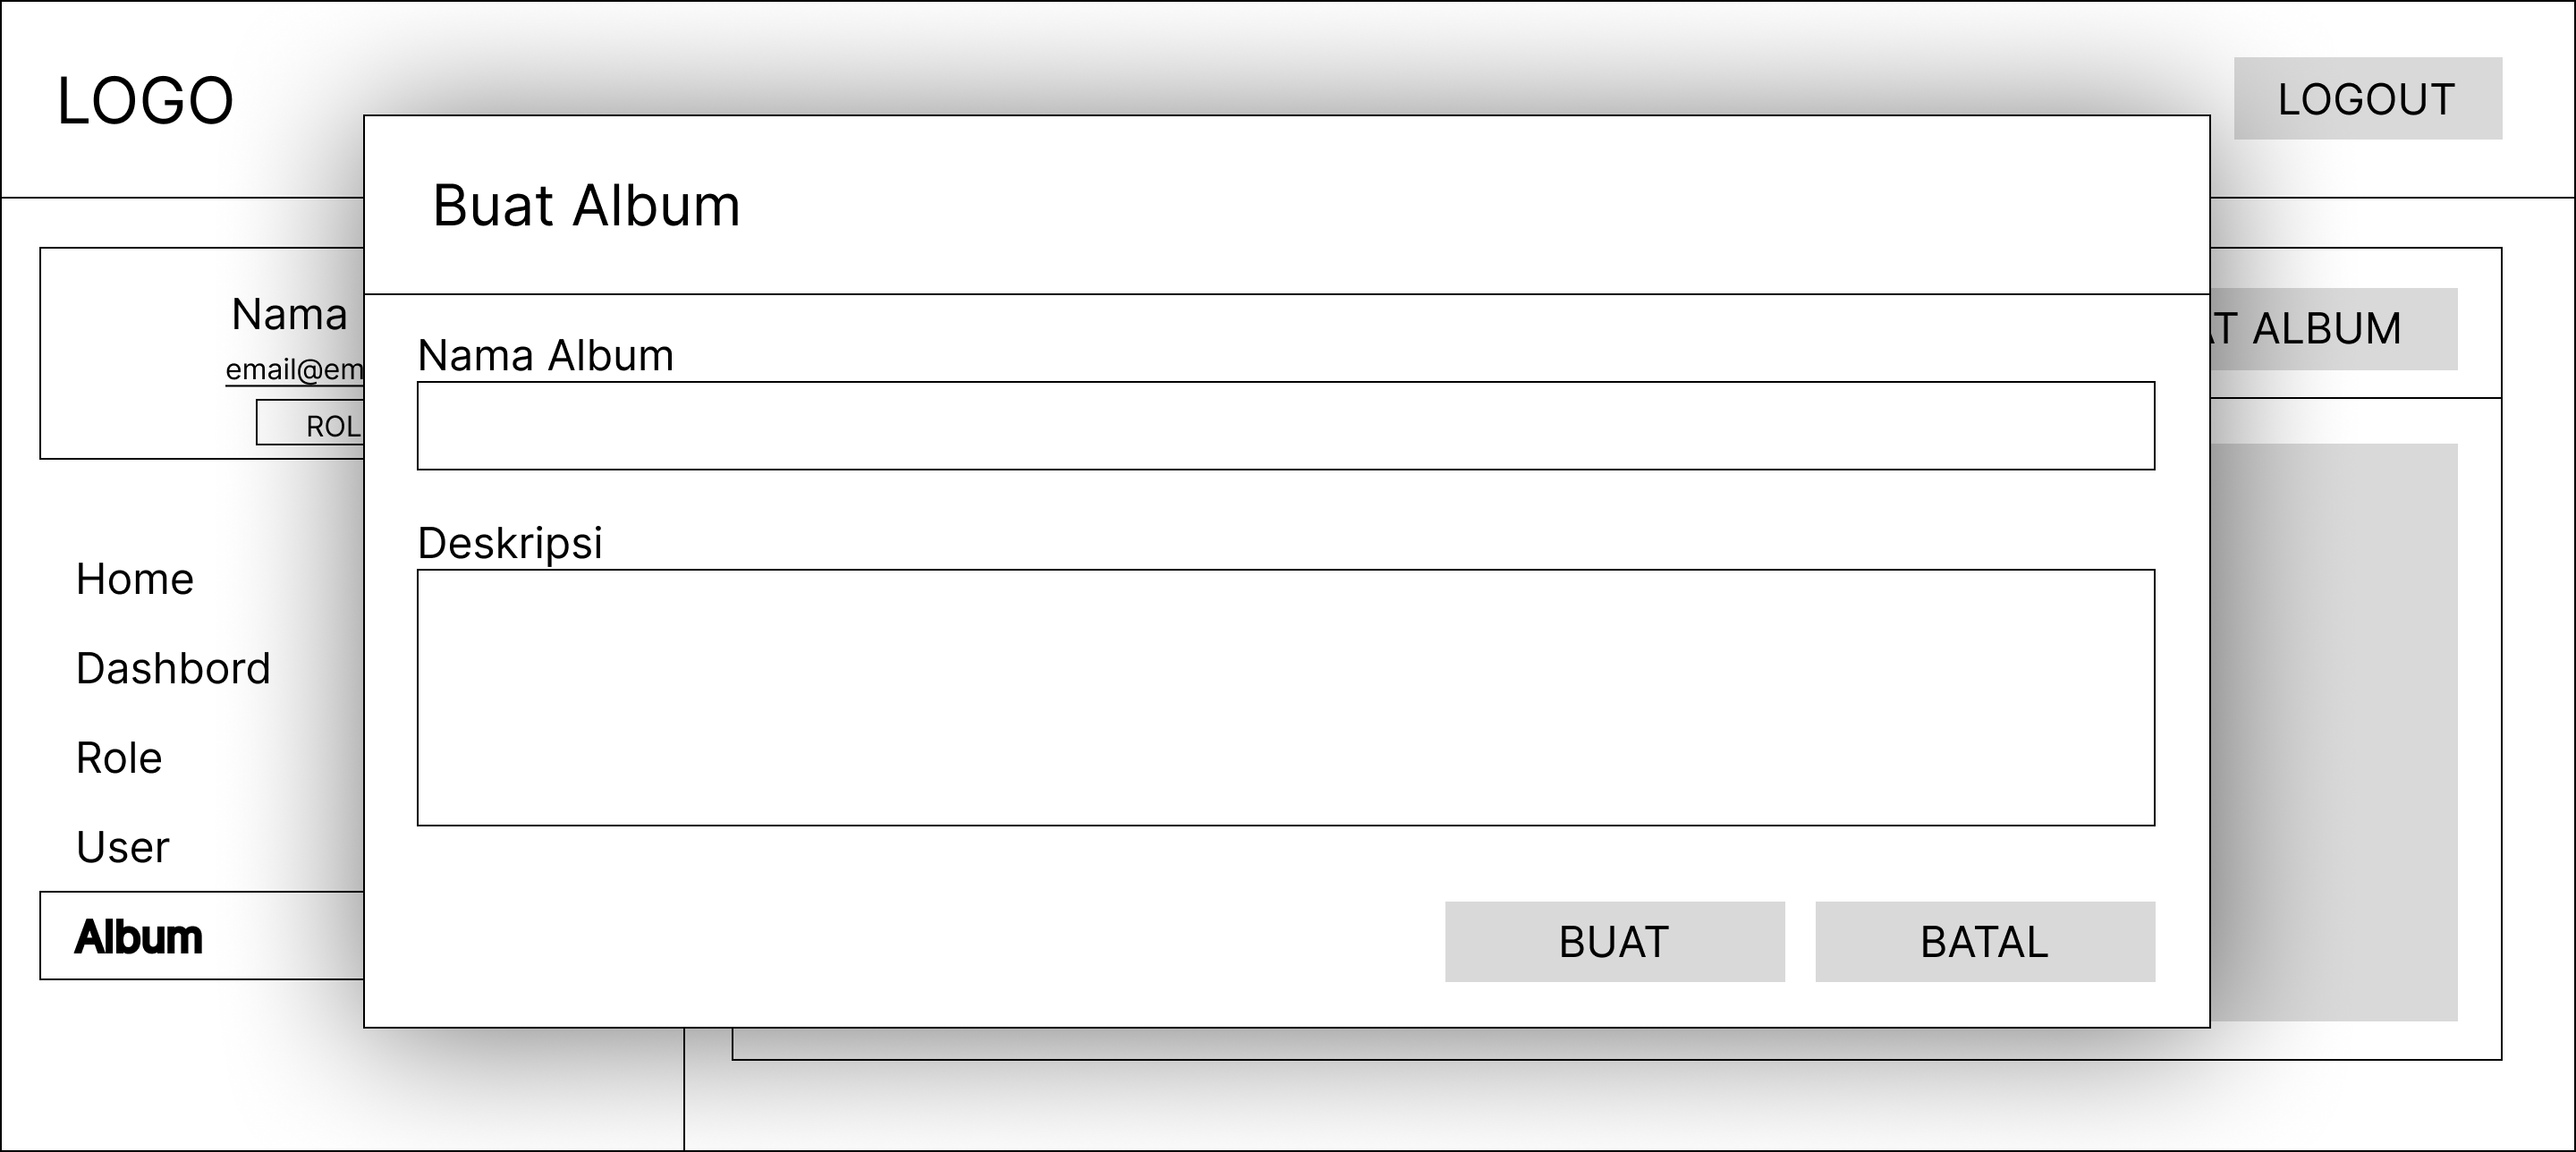 LOGO
LOGOUT
Buat Album
Nama
email@em
ROL
Nama Album
T ALBUM
Deskripsi
Home
Dashbord
Role
User
Album
BUAT
BATAL